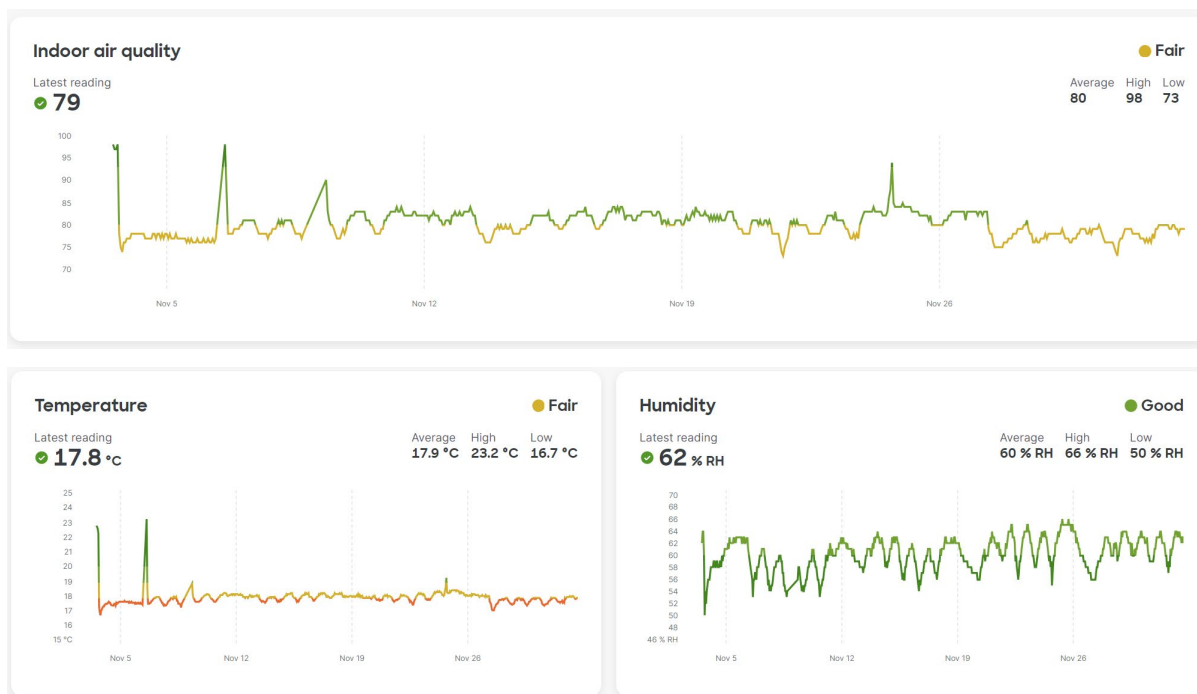 Indoor air quality
Fair
Latest reading
79
Average High Low
80 98 73
100
95
90
85
80
75
70
Nov 5 Nov 12 Nov 19 Nov 26
Temperature
Fair
Latest reading
17.8 °C
Average High Low
17.9 °C 23.2 °C 16.7 °C
25
24
23
22
21
20
19
18
17
16
15 °C
Nov 5 Nov 12 Nov 19 Nov 26
Humidity
Good
Latest reading
62 % RH
Average High Low
60 % RH 66 % RH 50 % RH
70
68
66
64
62
60
58
56
54
52
50
48
46 % RH
Nov 5 Nov 12 Nov 19 Nov 26